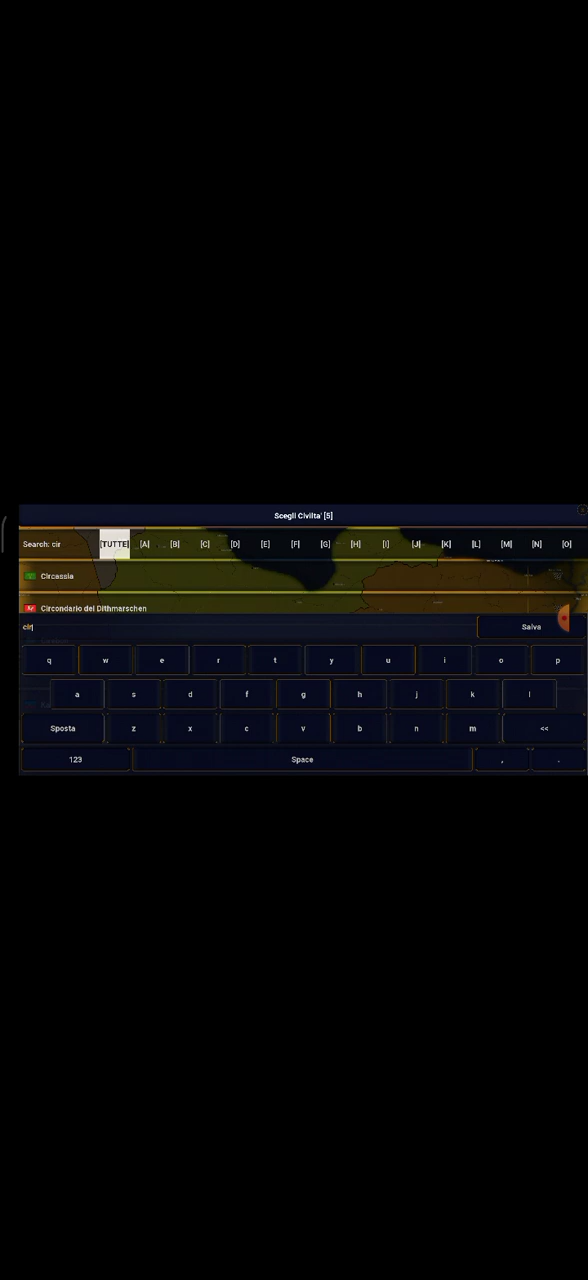 Scegli Civilta' [5]
Search: cir [TUTTE] [A] [B] [C] [D] [E] [F] [G] [H] [I] [J] [K] [L] [M] [N] [O]
Circassia
Circondario del Dithmarschen
cir Salva
q w e r t y u i o p
a s d f g h j k l
Sposta z x c v b n m <<
123 Space , .